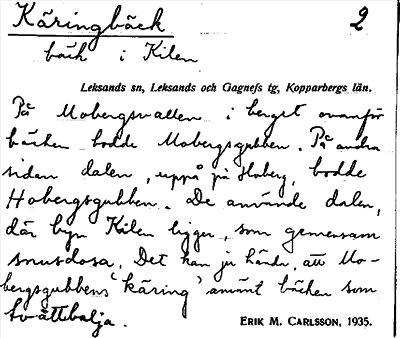 Käringbäck 2
bäck i Kilen
Leksands sn, Leksands och Gagnefs tg, Kopparbergs län.
På Mobergsvallen i berget ovanför
bäcken bodde Mobergsgubben. På andra
sidan dalen, uppå på Hoberg, bodde
Hobergsgubben. De använde dalen,
där byn Kilen ligger, som gemensam
snusdosa. Det kan ju hända, att Mo-
bergsgubbens 'käring' använt bäcken som
tvättbalja.
ERIK M. CARLSSON, 1935.